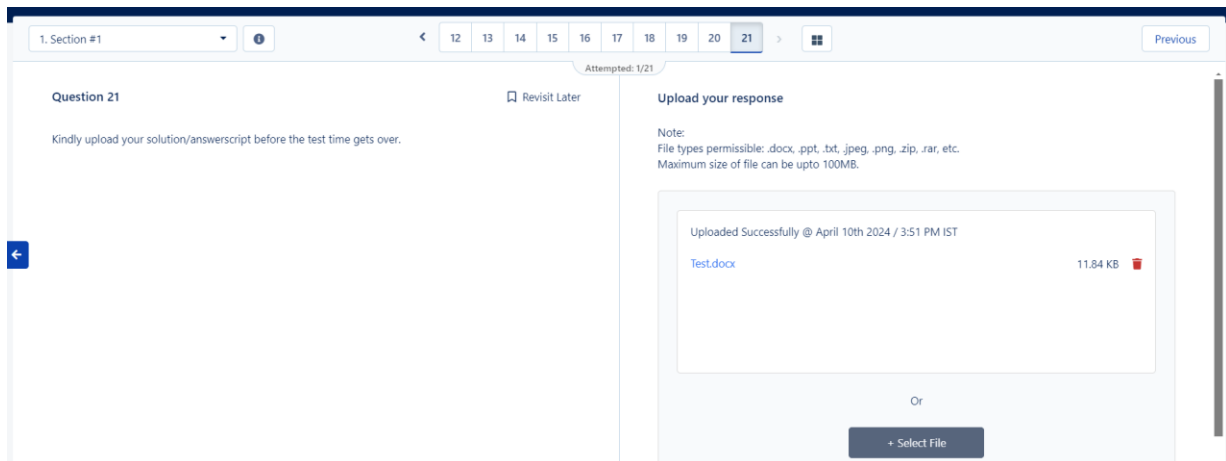 1. Section #1
12 13 14 15 16 17 18 19 20 21
Previous
Attempted: 1/21
Question 21
Revisit Later
Kindly upload your solution/answerscript before the test time gets over.
Upload your response
Note:
File types permissible: .docx, .ppt, .txt, .jpeg, .png, .zip, .rar, etc.
Maximum size of file can be upto 100MB.
Uploaded Successfully @ April 10th 2024 / 3:51 PM IST
Test.docx 11.84 KB
Or
+ Select File